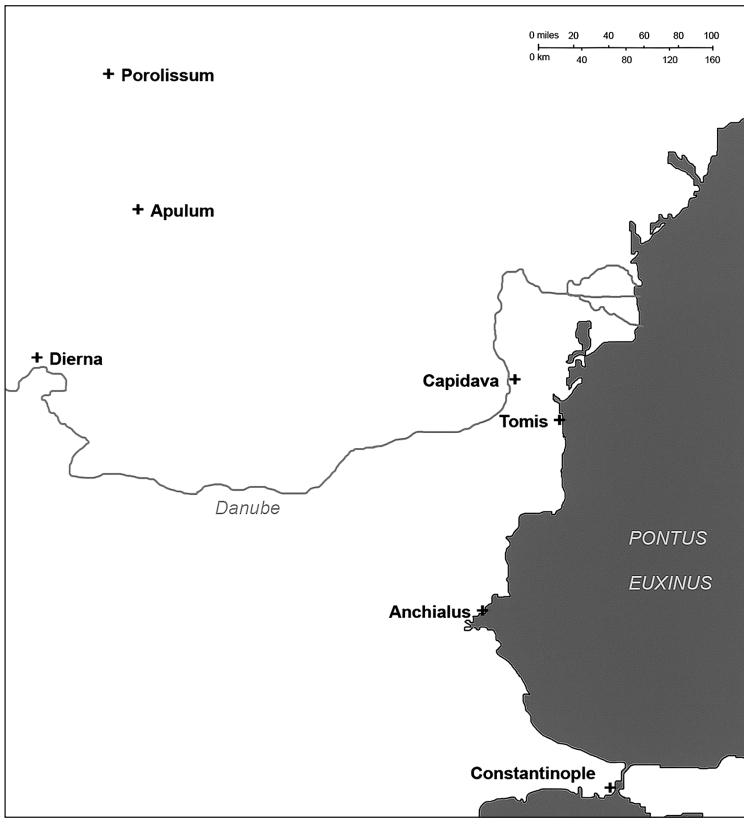 0 miles 20 40 60 80 100
0 km 40 80 120 160
Porolissum
Apulum
Dierna
Capidava
Tomis
Danube
PONTUS
EUXINUS
Anchialus
Constantinople